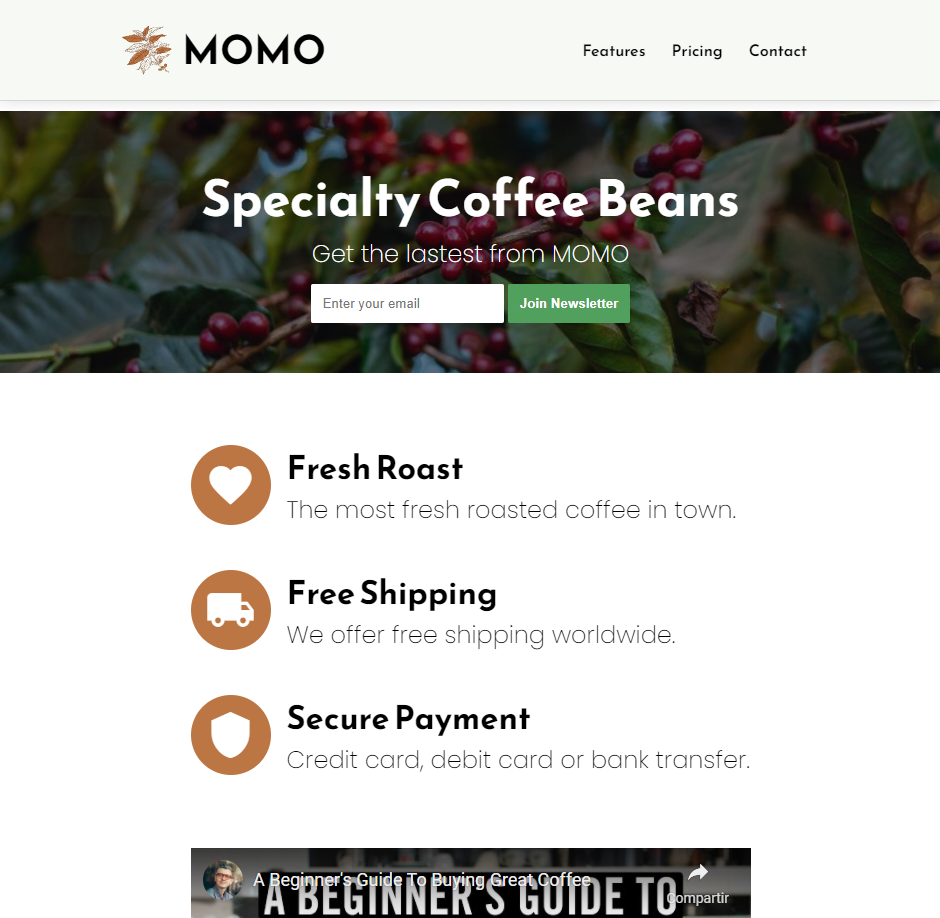 MOMO
Features Pricing Contact
Specialty Coffee Beans
Get the lastest from MOMO
Enter your email Join Newsletter
Fresh Roast
The most fresh roasted coffee in town.
Free Shipping
We offer free shipping worldwide.
Secure Payment
Credit card, debit card or bank transfer.
A Beginner's Guide To Buying Great Coffee
A BEGINNER'S GUIDE TO
Compartir